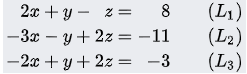 2x + y − z = 8 (L₁)
−3x − y + 2z = −11 (L₂)
−2x + y + 2z = −3 (L₃)